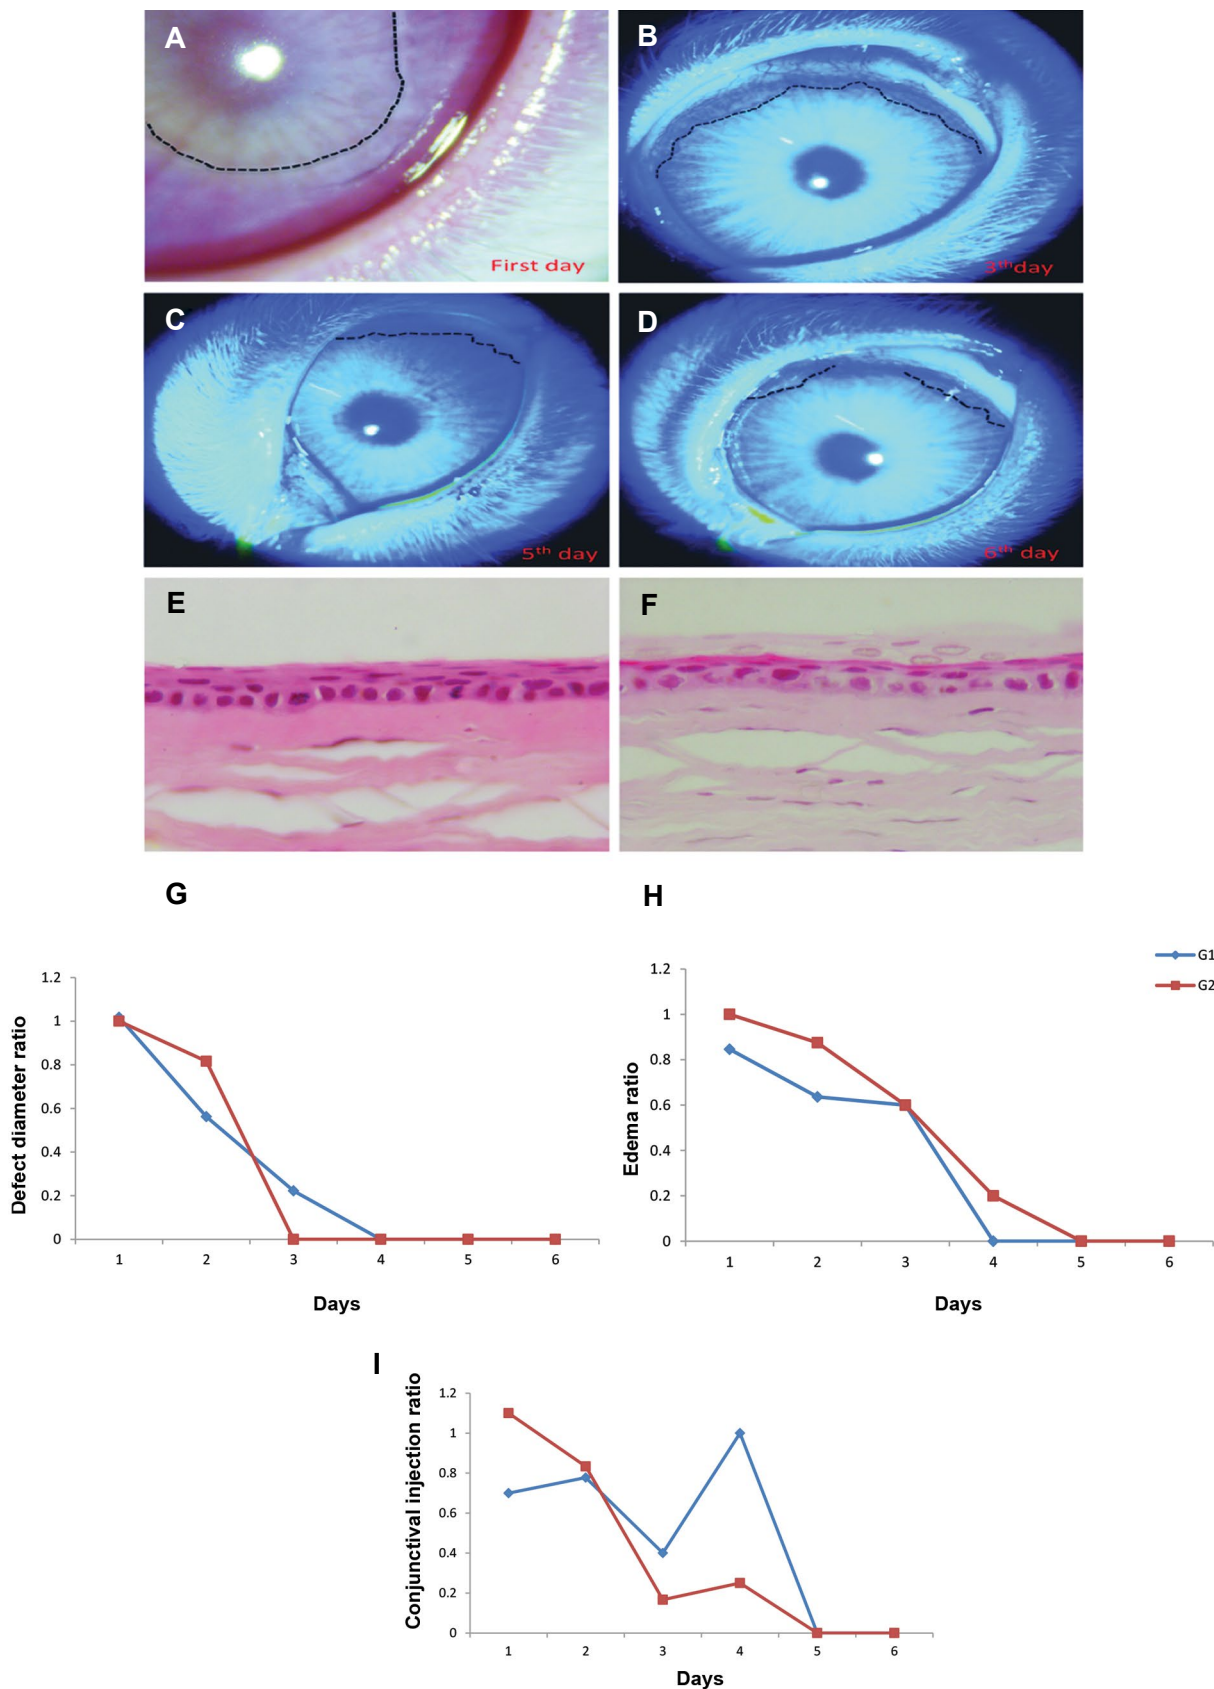 A
B
First day
3th day
C
D
5th day
6th day
E
F
G
H
G1
G2
1.2
1
0.8
0.6
0.4
0.2
0
Defect diameter ratio
1 2 3 4 5 6
Days
1.2
1
0.8
0.6
0.4
0.2
0
Edema ratio
1 2 3 4 5 6
Days
I
1.2
1
0.8
0.6
0.4
0.2
0
Conjunctival injection ratio
1 2 3 4 5 6
Days